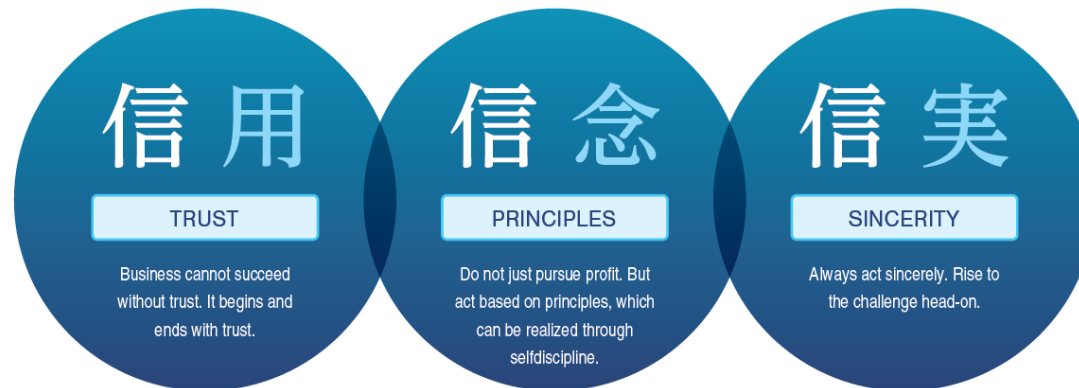 信用
TRUST
Business cannot succeed
without trust. It begins and
ends with trust.
信念
PRINCIPLES
Do not just pursue profit. But
act based on principles, which
can be realized through
selfdiscipline.
信実
SINCERITY
Always act sincerely. Rise to
the challenge head-on.